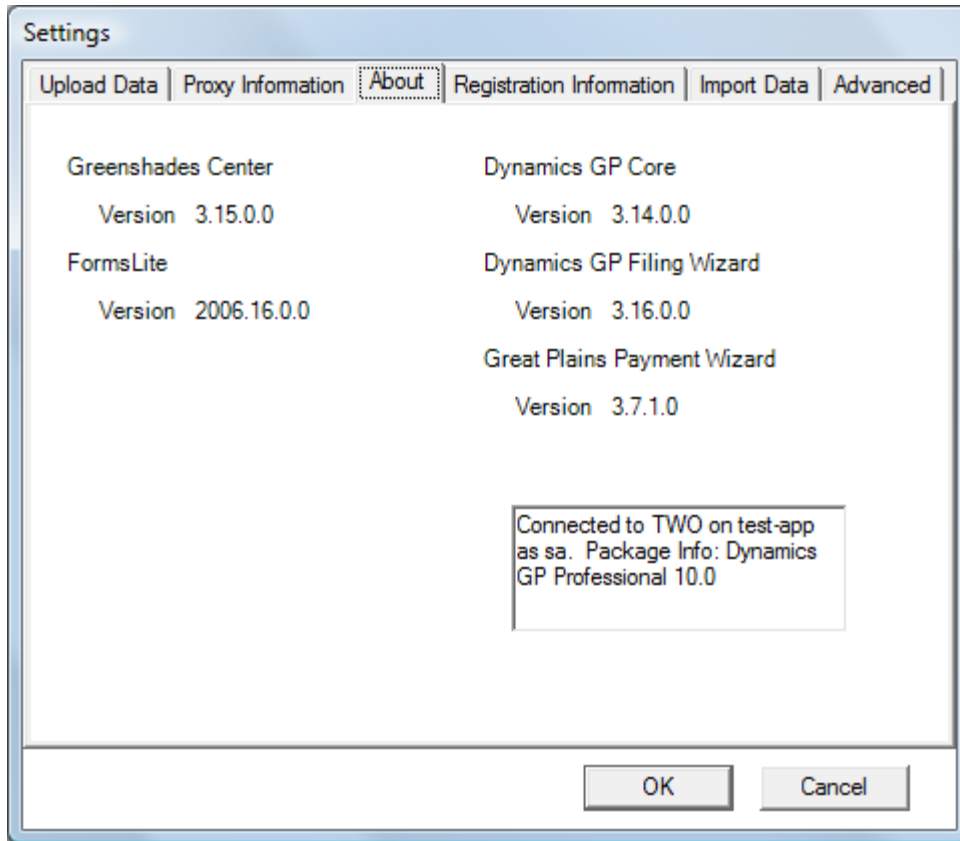 Settings
Upload Data Proxy Information About Registration Information Import Data Advanced
Greenshades Center
Version 3.15.0.0
FormsLite
Version 2006.16.0.0
Dynamics GP Core
Version 3.14.0.0
Dynamics GP Filing Wizard
Version 3.16.0.0
Great Plains Payment Wizard
Version 3.7.1.0
Connected to TWO on test-app
as sa. Package Info: Dynamics
GP Professional 10.0
OK Cancel